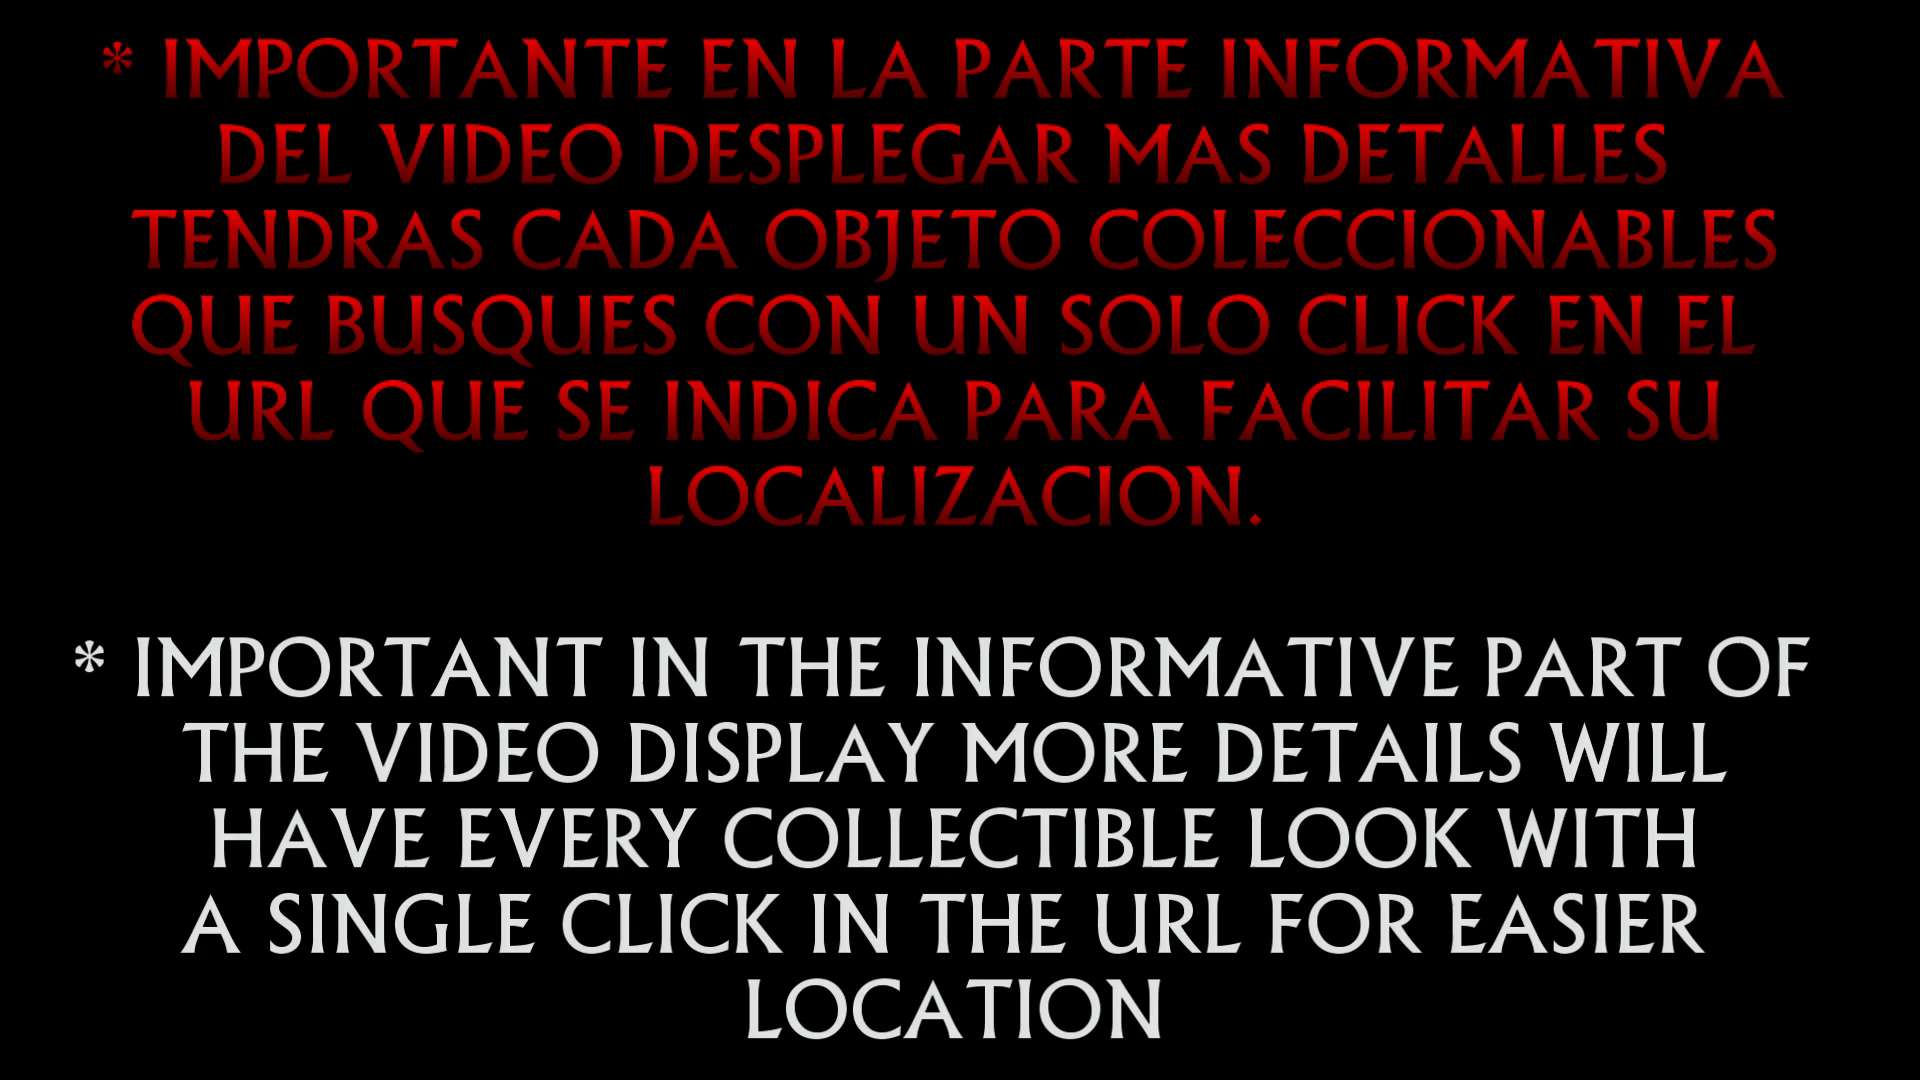 * IMPORTANTE EN LA PARTE INFORMATIVA
DEL VIDEO DESPLEGAR MAS DETALLES
TENDRAS CADA OBJETO COLECCIONABLES
QUE BUSQUES CON UN SOLO CLICK EN EL
URL QUE SE INDICA PARA FACILITAR SU
LOCALIZACION.
* IMPORTANT IN THE INFORMATIVE PART OF
THE VIDEO DISPLAY MORE DETAILS WILL
HAVE EVERY COLLECTIBLE LOOK WITH
A SINGLE CLICK IN THE URL FOR EASIER
LOCATION